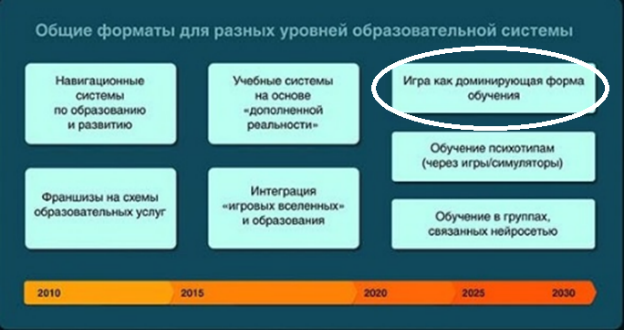 Общие форматы для разных уровней образовательной системы
Навигационные
системы
по образованию
и развитию
Учебные системы
на основе
«дополненной
реальности»
Игра как доминирующая форма
обучения
Обучение психотипам
(через игры/симуляторы)
Франшизы на схемы
образовательных услуг
Интеграция
«игровых вселенных»
и образования
Обучение в группах,
связанных нейросетью
2010 2015 2020 2025 2030